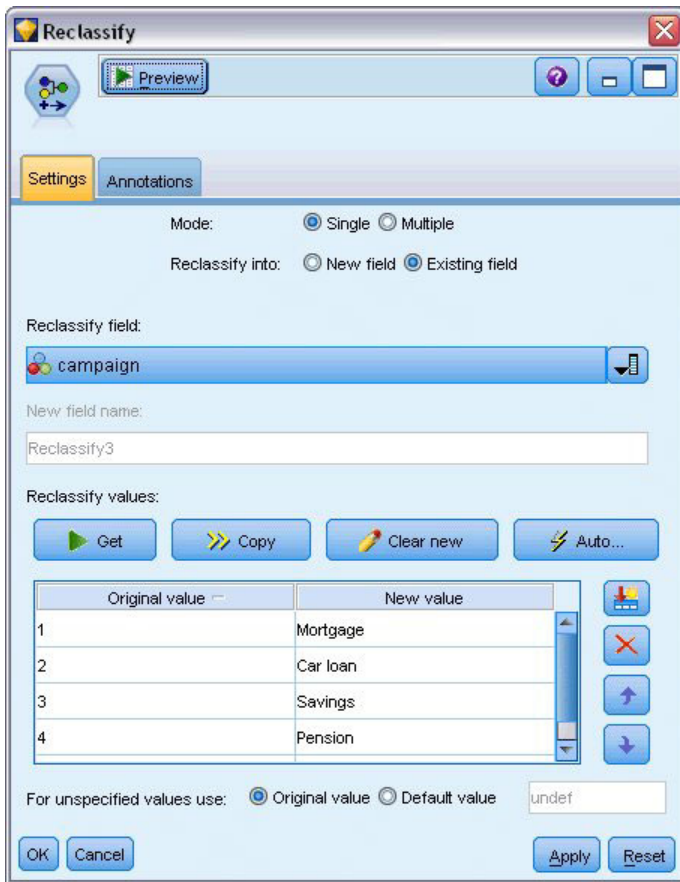 Reclassify
Preview
Settings Annotations
Mode: Single Multiple
Reclassify into: New field Existing field
Reclassify field:
campaign
New field name:
Reclassify3
Reclassify values:
Get Copy Clear new Auto...
Original value New value
1 Mortgage
2 Car loan
3 Savings
4 Pension
For unspecified values use: Original value Default value undef
OK Cancel Apply Reset